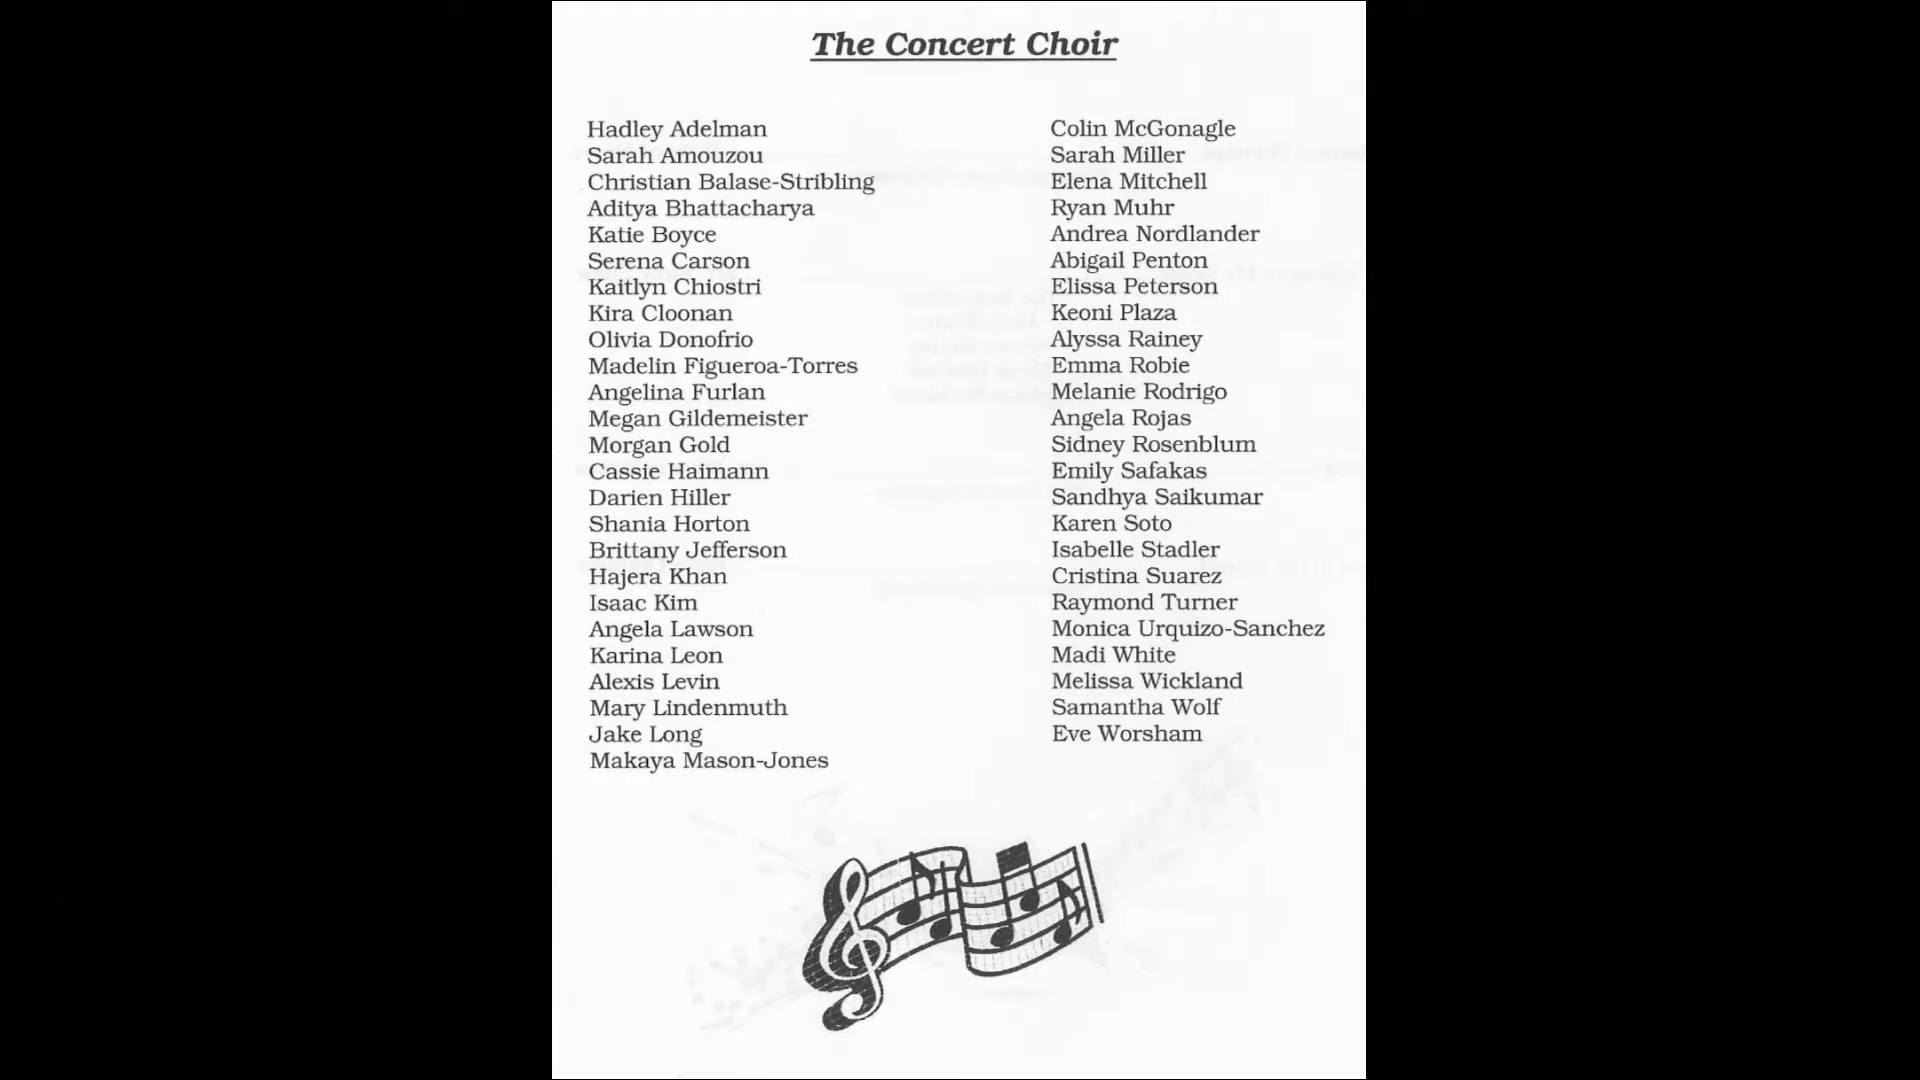 The Concert Choir
Hadley Adelman
Sarah Amouzou
Christian Balase-Stribling
Aditya Bhattacharya
Katie Boyce
Serena Carson
Kaitlyn Chiostri
Kira Cloonan
Olivia Donofrio
Madelin Figueroa-Torres
Angelina Furlan
Megan Gildemeister
Morgan Gold
Cassie Haimann
Darien Hiller
Shania Horton
Brittany Jefferson
Hajera Khan
Isaac Kim
Angela Lawson
Karina Leon
Alexis Levin
Mary Lindenmuth
Jake Long
Makaya Mason-Jones
Colin McGonagle
Sarah Miller
Elena Mitchell
Ryan Muhr
Andrea Nordlander
Abigail Penton
Elissa Peterson
Keoni Plaza
Alyssa Rainey
Emma Robie
Melanie Rodrigo
Angela Rojas
Sidney Rosenblum
Emily Safakas
Sandhya Saikumar
Karen Soto
Isabelle Stadler
Cristina Suarez
Raymond Turner
Monica Urquizo-Sanchez
Madi White
Melissa Wickland
Samantha Wolf
Eve Worsham